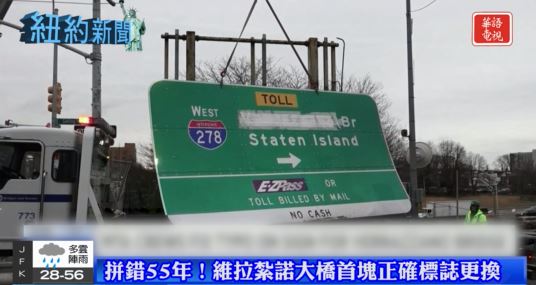 紐約新聞
華語
電視
TOLL
WEST
INTERSTATE
278
Br
Staten Island
E-ZPass OR
TOLL BILLED BY MAIL
NO CASH
773
JFK
多雲
陣雨
28-56
拼錯55年！維拉紮諾大橋首塊正確標誌更換